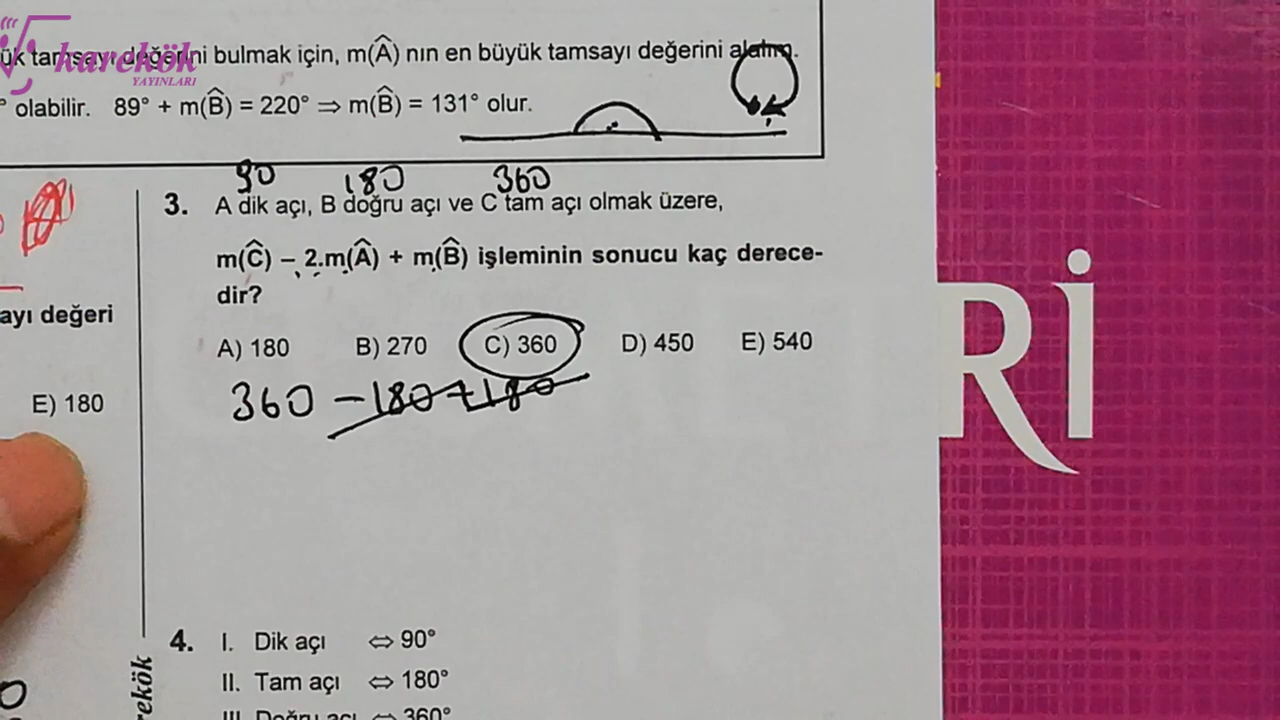 karekök
YAYINLARI
ük tamsayı değerini bulmak için, m(Â) nın en büyük tamsayı değerini alalım.
° olabilir. 89° + m(B̂) = 220° ⇒ m(B̂) = 131° olur.
90 180 360
3. A dik açı, B doğru açı ve C tam açı olmak üzere,
m(Ĉ) – 2.m(Â) + m(B̂) işleminin sonucu kaç derece-
dir?
ayı değeri
A) 180 B) 270 C) 360 D) 450 E) 540
360 – 180 + 180
E) 180
4. I. Dik açı ⇔ 90°
II. Tam açı ⇔ 180°
III. Doğru açı ⇔ 360°
rekök
Rİ